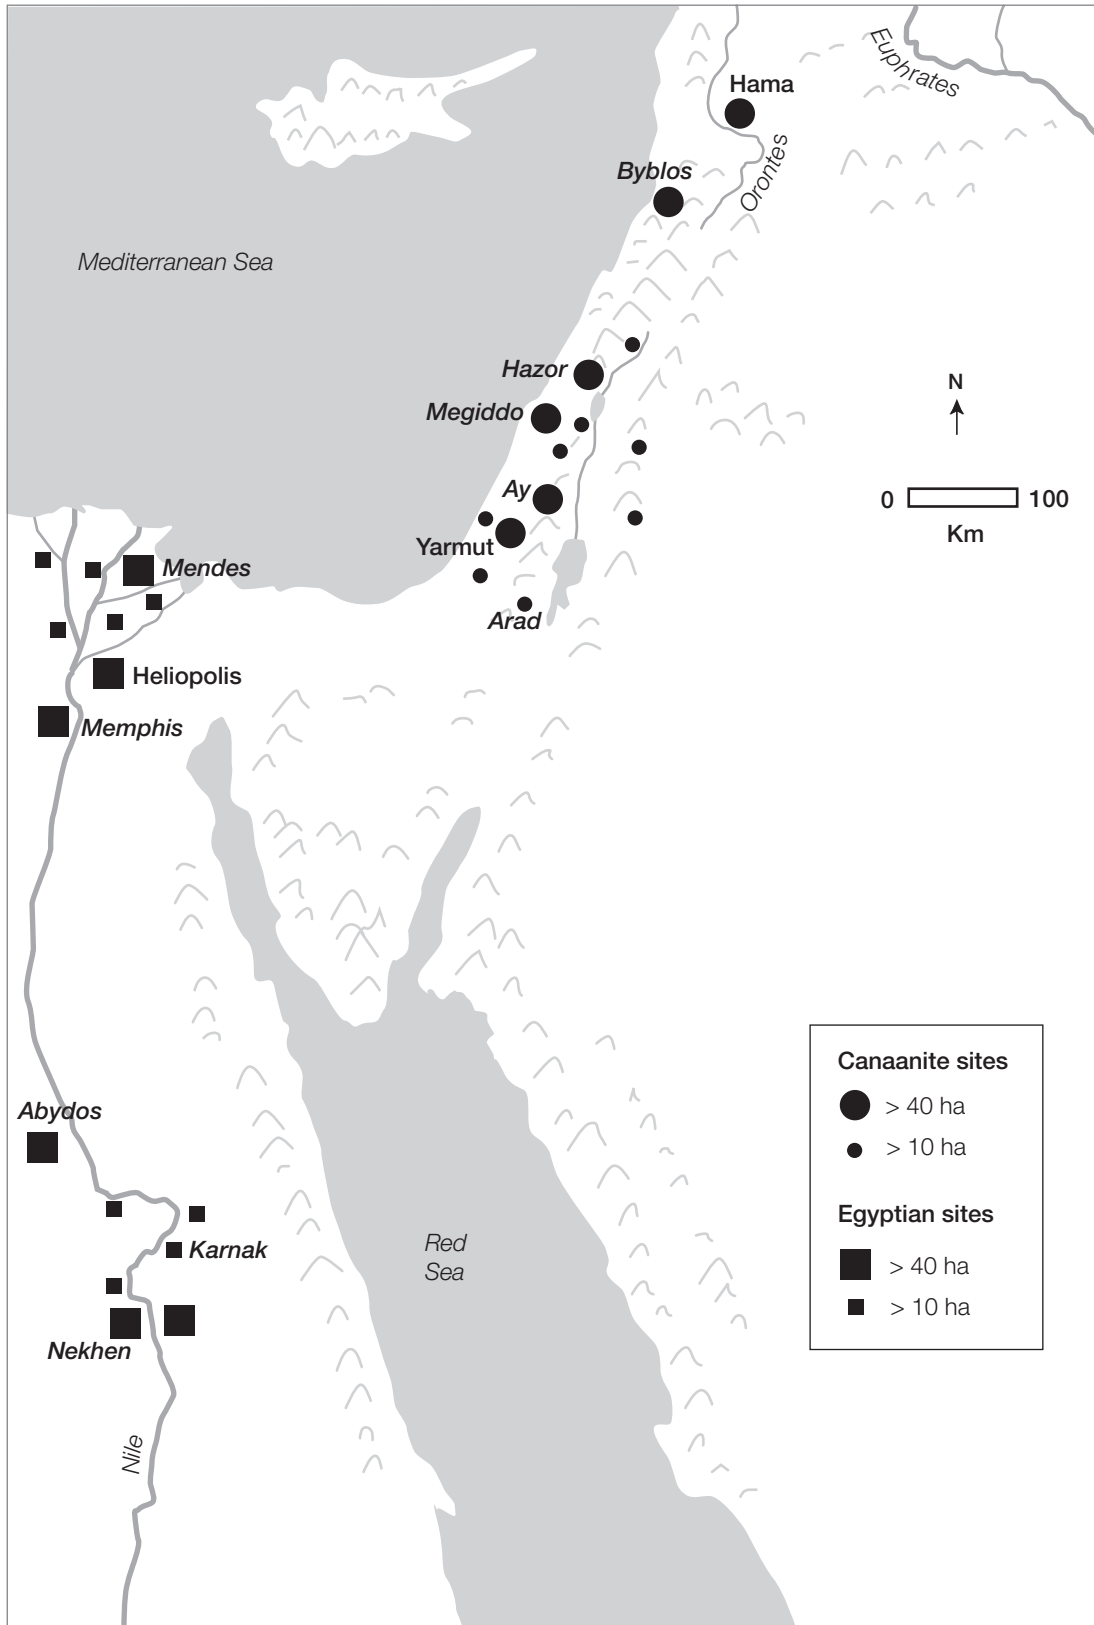 Euphrates
Hama
Orontes
Byblos
Mediterranean Sea
Hazor
Megiddo
N
Ay
0 100
Km
Yarmut
Mendes
Arad
Heliopolis
Memphis
Canaanite sites
> 40 ha
> 10 ha
Abydos
Egyptian sites
Karnak
Red
Sea
> 40 ha
> 10 ha
Nekhen
Nile